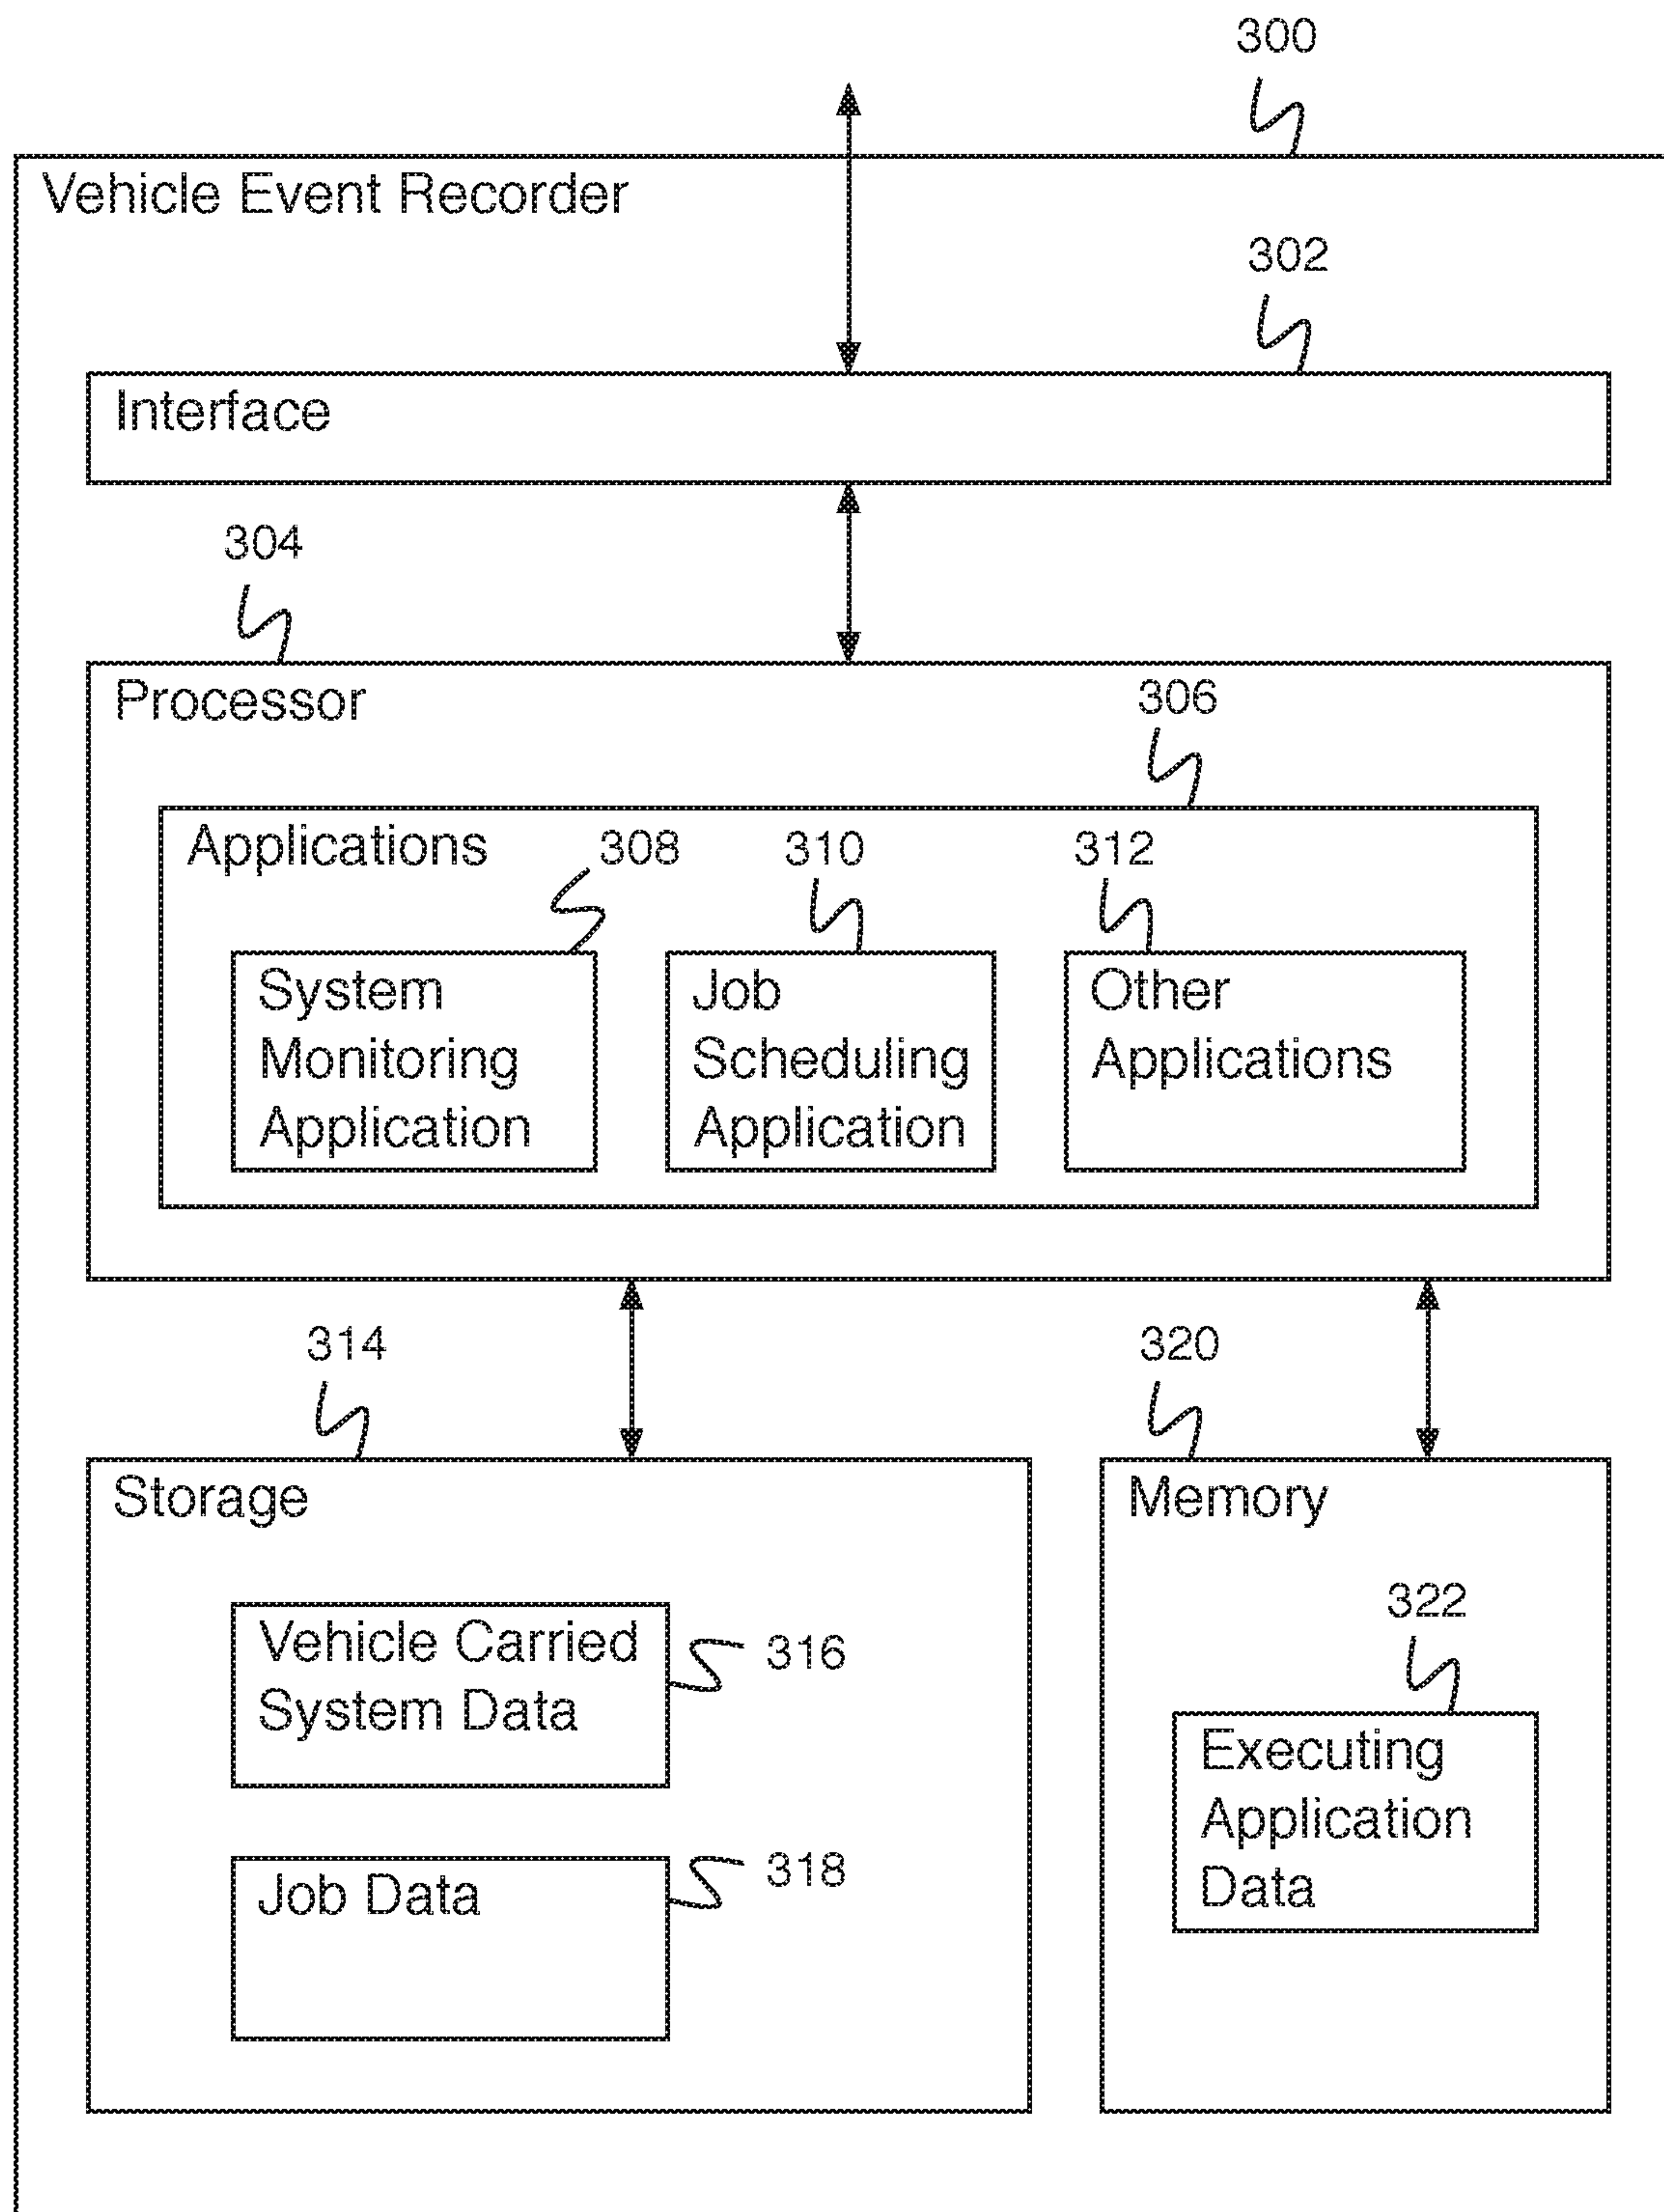 300
Vehicle Event Recorder
302
Interface
304
Processor
306
Applications
308
310
312
System
Monitoring
Application
Job
Scheduling
Application
Other
Applications
314
320
Storage
Memory
Vehicle Carried
System Data
316
322
Executing
Application
Data
Job Data
318